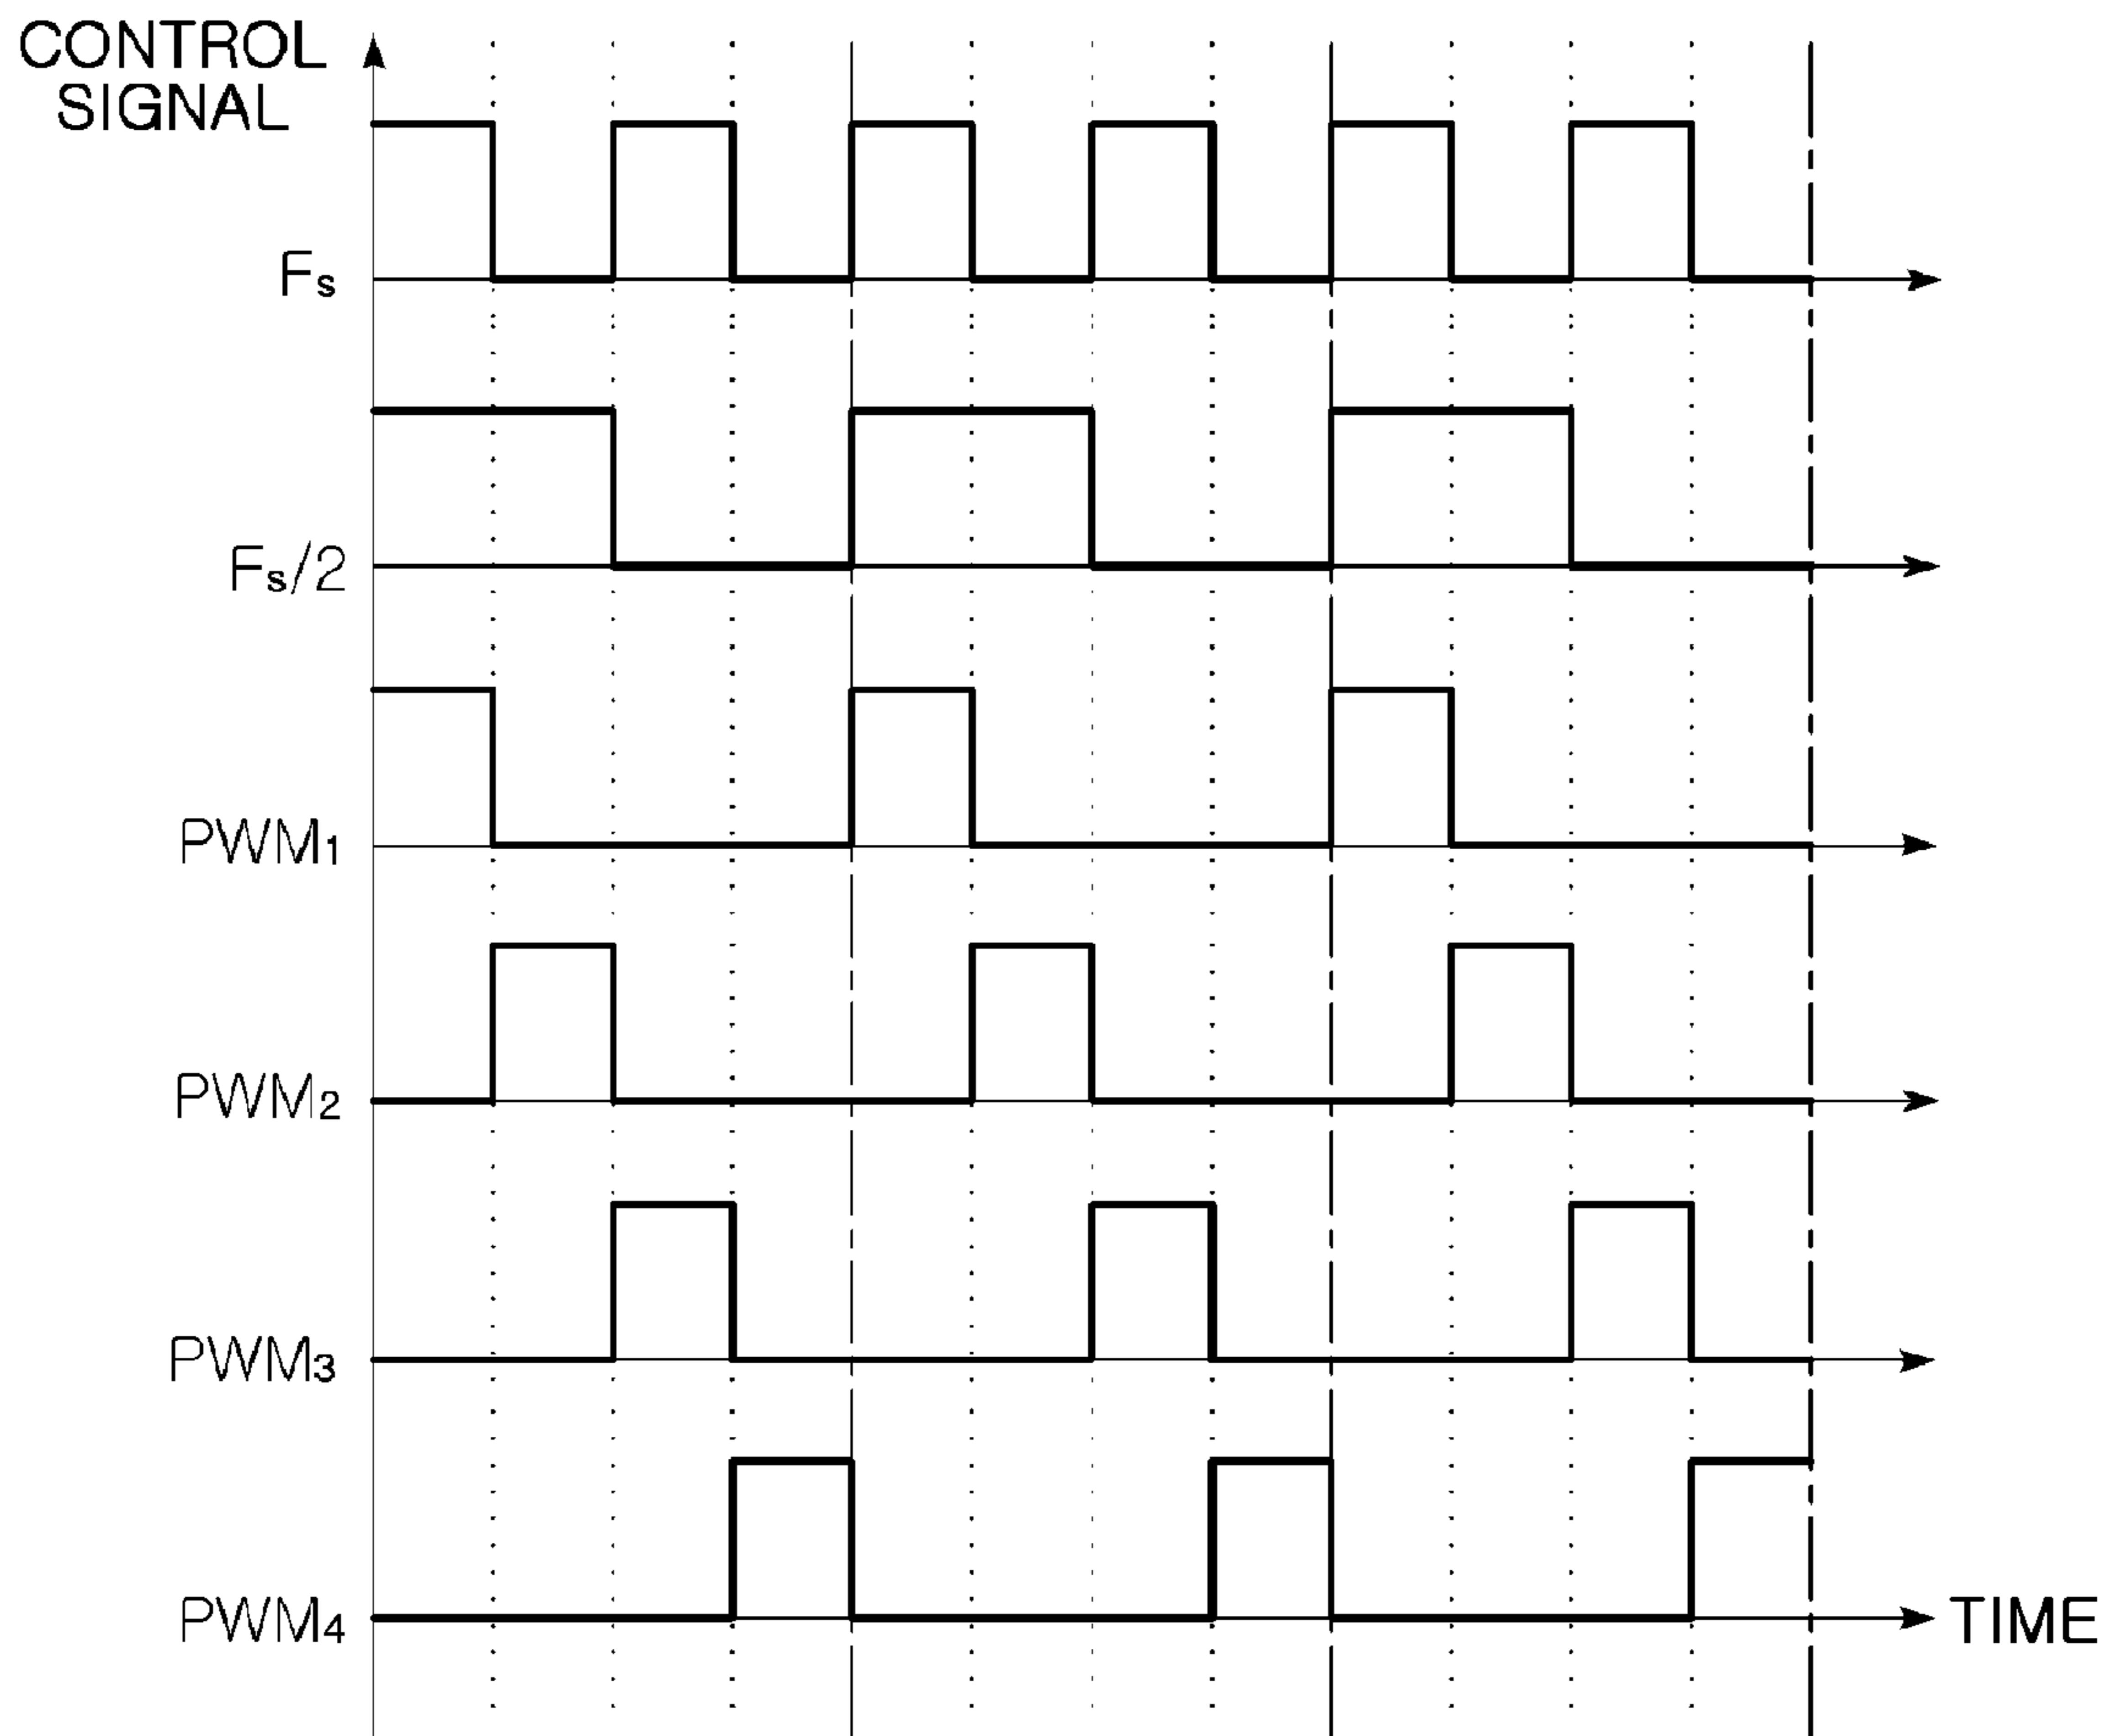 CONTROL
SIGNAL
Fs
Fs/2
PWM1
PWM2
PWM3
PWM4
TIME